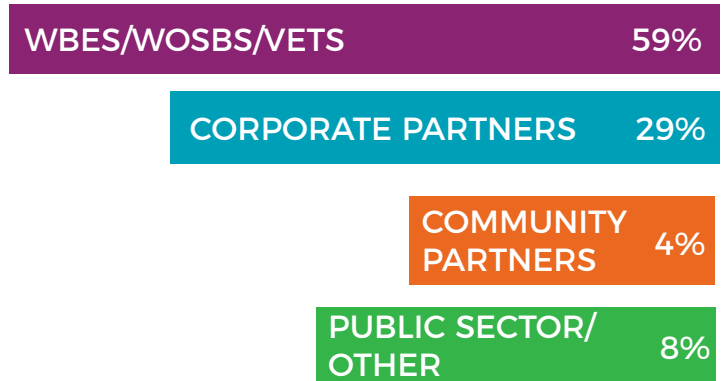 WBES/WOSBS/VETS 59%
CORPORATE PARTNERS 29%
COMMUNITY
PARTNERS 4%
PUBLIC SECTOR/
OTHER 8%